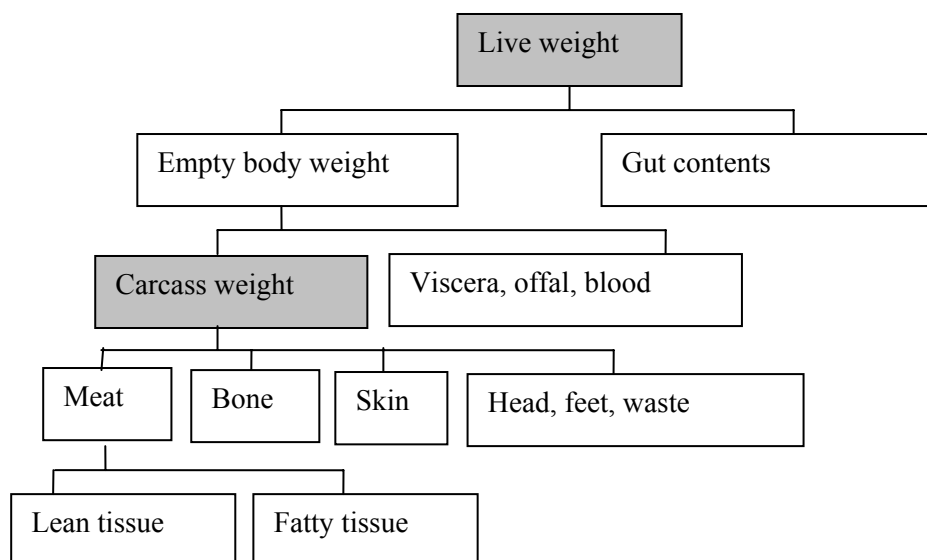 Live weight
Empty body weight
Gut contents
Carcass weight
Viscera, offal, blood
Meat
Bone
Skin
Head, feet, waste
Lean tissue
Fatty tissue